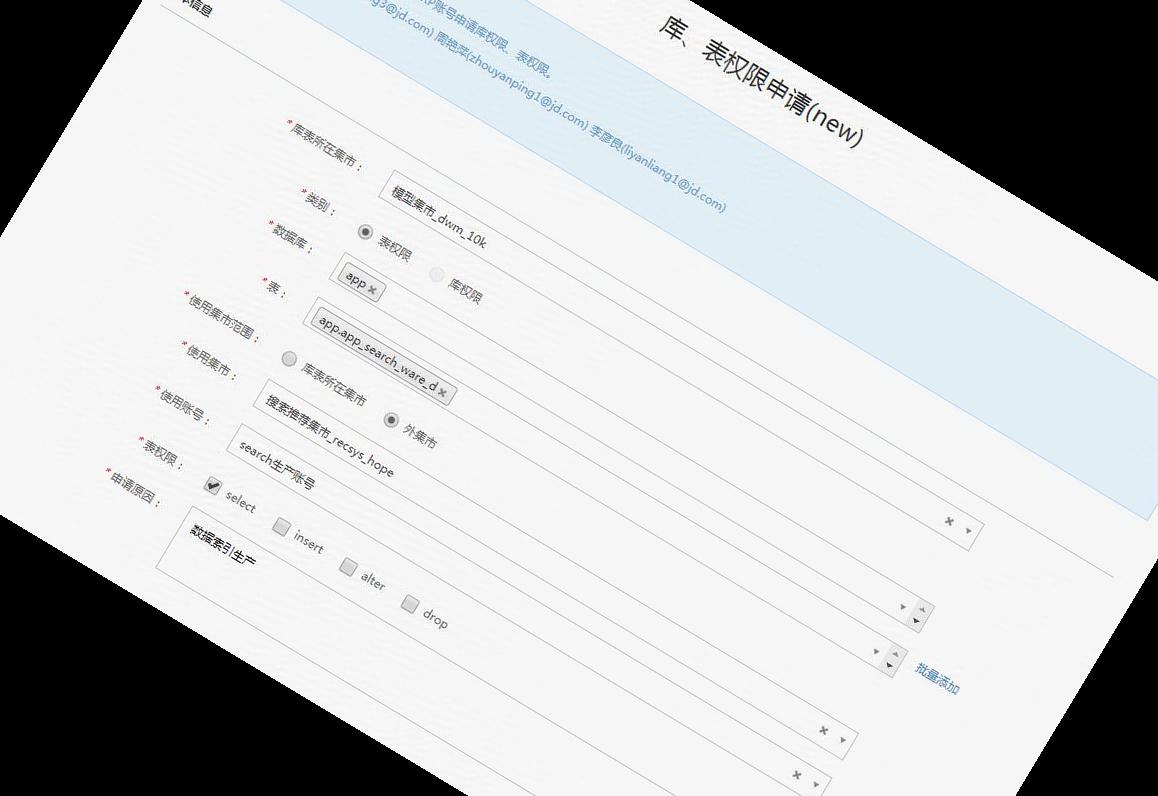 库、表权限申请(new)
RP账号申请库权限、表权限。
g3@jd.com) 周艳萍(zhouyanping1@jd.com) 李彦良(liyanliang1@jd.com)
本信息
*库表所在集市： 模型集市_dwm_10k
*类别： 表权限 库权限
*数据库： app
*表： app.app_search_ware_d 批量添加
*使用集市范围： 库表所在集市 外集市
*使用集市： 搜索推荐集市_recsys_hope
*使用账号： search生产账号
*表权限： select insert alter drop
*申请原因： 数据索引生产